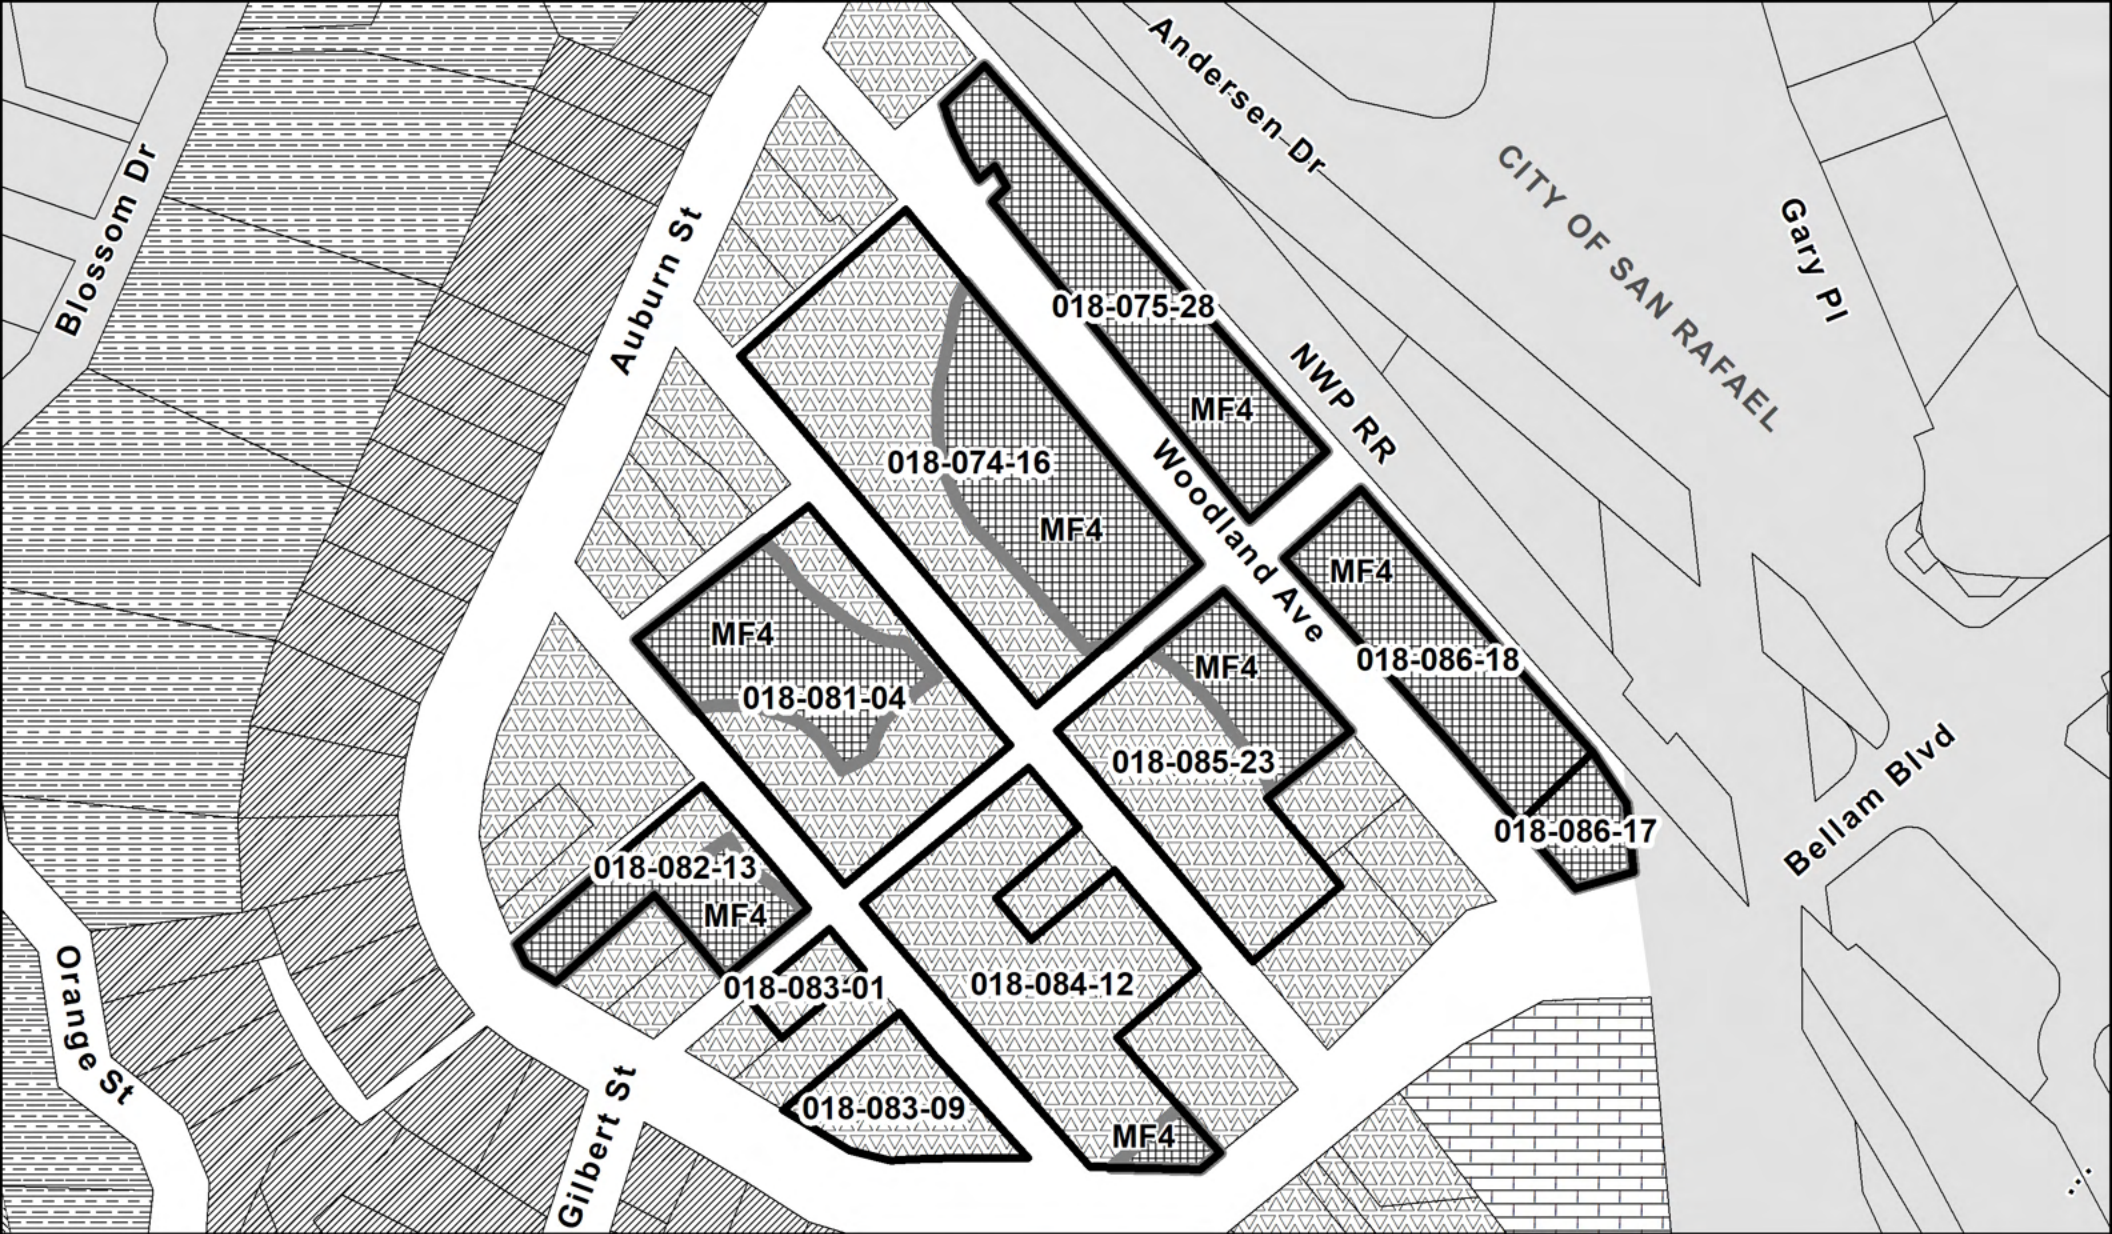 Andersen Dr
CITY OF SAN RAFAEL
Gary Pl
Blossom Dr
Auburn St
018-075-28
NWP RR
MF4
018-074-16
MF4
Woodland Ave
MF4
MF4
018-081-04
MF4
018-086-18
018-085-23
018-086-17
Bellam Blvd
018-082-13
MF4
018-083-01
018-084-12
Orange St
018-083-09
MF4
Gilbert St